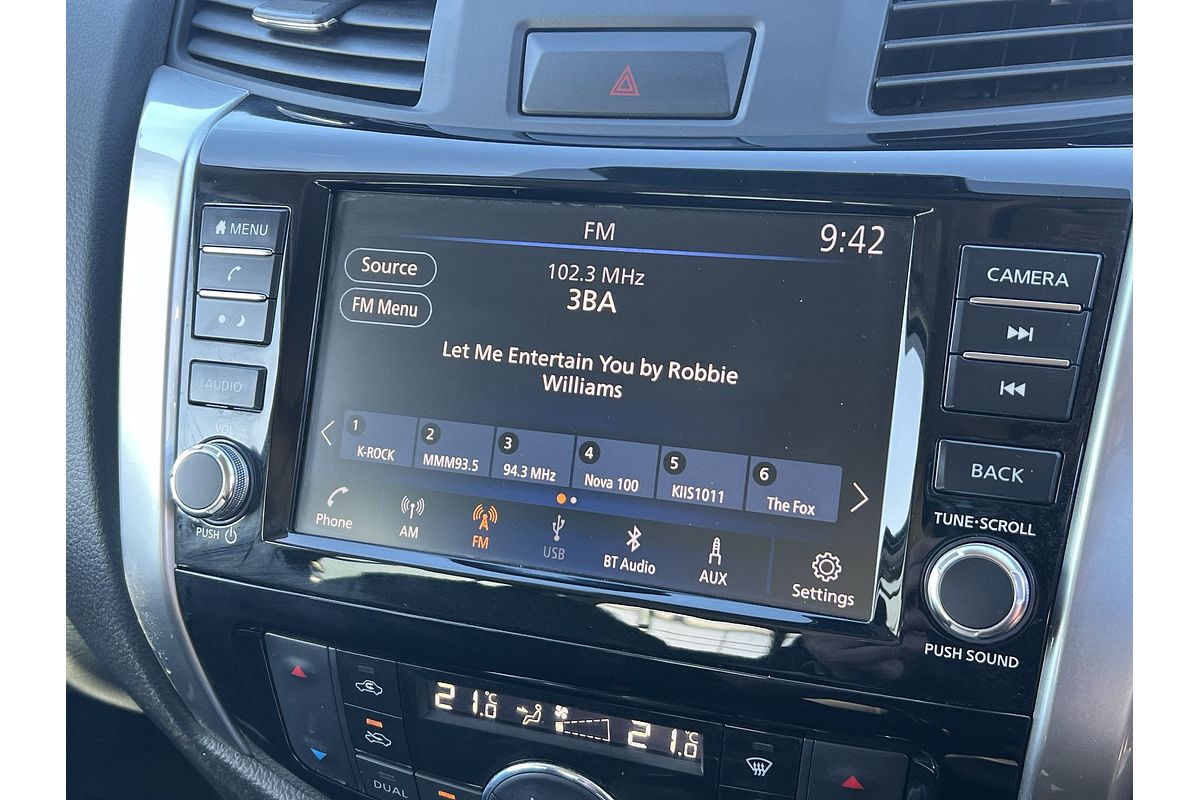 MENU
AUDIO
VOL
PUSH
FM
9:42
Source
FM Menu
102.3 MHz
3BA
Let Me Entertain You by Robbie
Williams
1
K-ROCK
2
MMM93.5
3
94.3 MHz
4
Nova 100
5
KIIS1011
6
The Fox
Phone
AM
FM
USB
BT Audio
AUX
Settings
CAMERA
BACK
TUNE·SCROLL
PUSH SOUND
21.0°C
21.0°C
DUAL